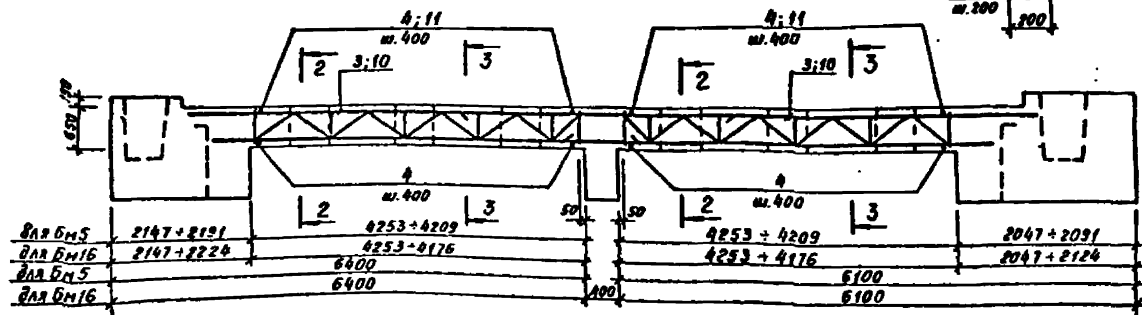 ш.200 200
4; 11 4; 11
ш.400 ш.400
2 3 2 3
3; 10 3; 10
650
4 4
ш.400 ш.400
2 3 50 50 2 3
для Бм5 2147÷2191 4253÷4209 4253÷4209 2047÷2091
для Бм16 2147÷2224 4253÷4176 4253÷4176 2047÷2124
для Бм5 6400 6100
для Бм16 6400 400 6100